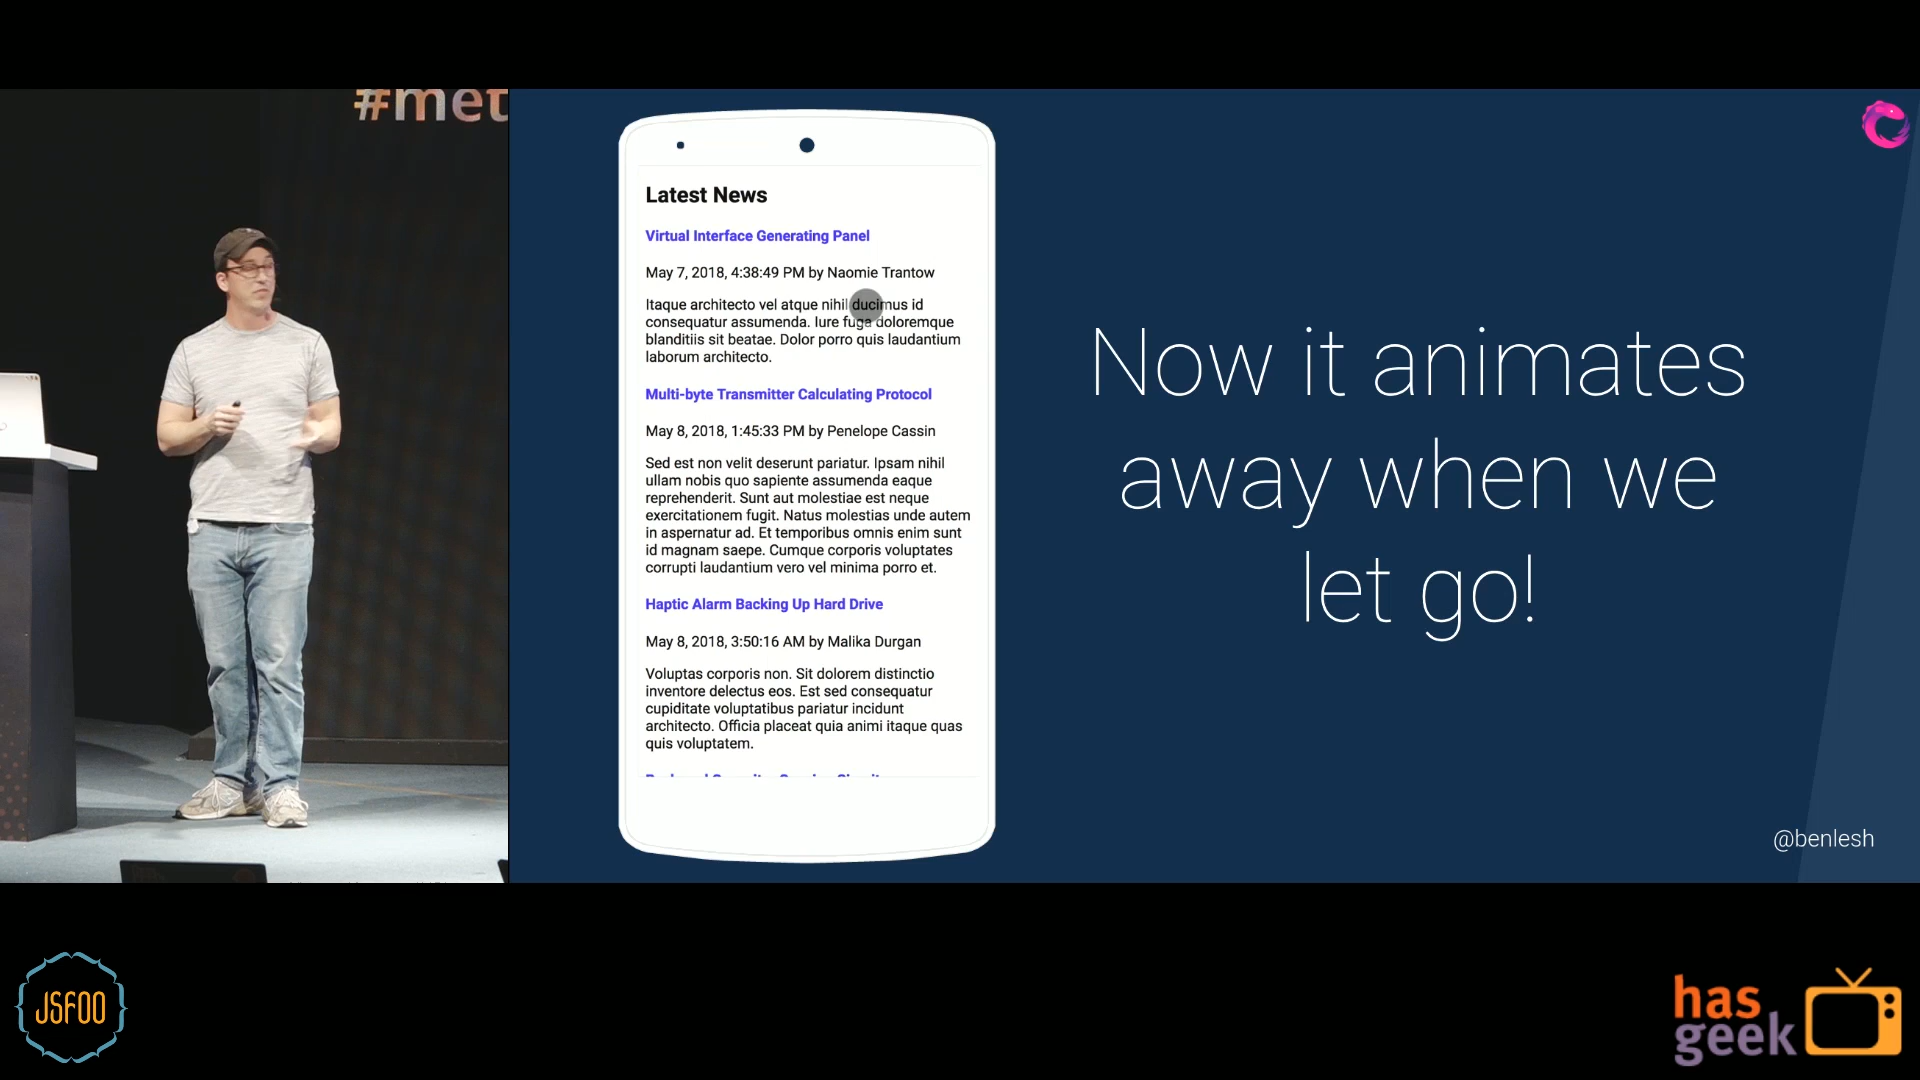 #met
Latest News
Virtual Interface Generating Panel
May 7, 2018, 4:38:49 PM by Naomie Trantow
Itaque architecto vel atque nihil ducimus id
consequatur assumenda. Iure fuga doloremque
blanditiis sit beatae. Dolor porro quis laudantium
laborum architecto.
Multi-byte Transmitter Calculating Protocol
May 8, 2018, 1:45:33 PM by Penelope Cassin
Sed est non velit deserunt pariatur. Ipsam nihil
ullam nobis quo sapiente assumenda eaque
reprehenderit. Sunt aut molestiae est neque
exercitationem fugit. Natus molestias unde autem
in aspernatur ad. Et temporibus omnis enim sunt
id magnam saepe. Cumque corporis voluptates
corrupti laudantium vero vel minima porro et.
Haptic Alarm Backing Up Hard Drive
May 8, 2018, 3:50:16 AM by Malika Durgan
Voluptas corporis non. Sit dolorem distinctio
inventore delectus eos. Est sed consequatur
cupiditate voluptatibus pariatur incidunt
architecto. Officia placeat quia animi itaque quas
quis voluptatem.
Now it animates
away when we
let go!
@benlesh
JSFOO
has
geek